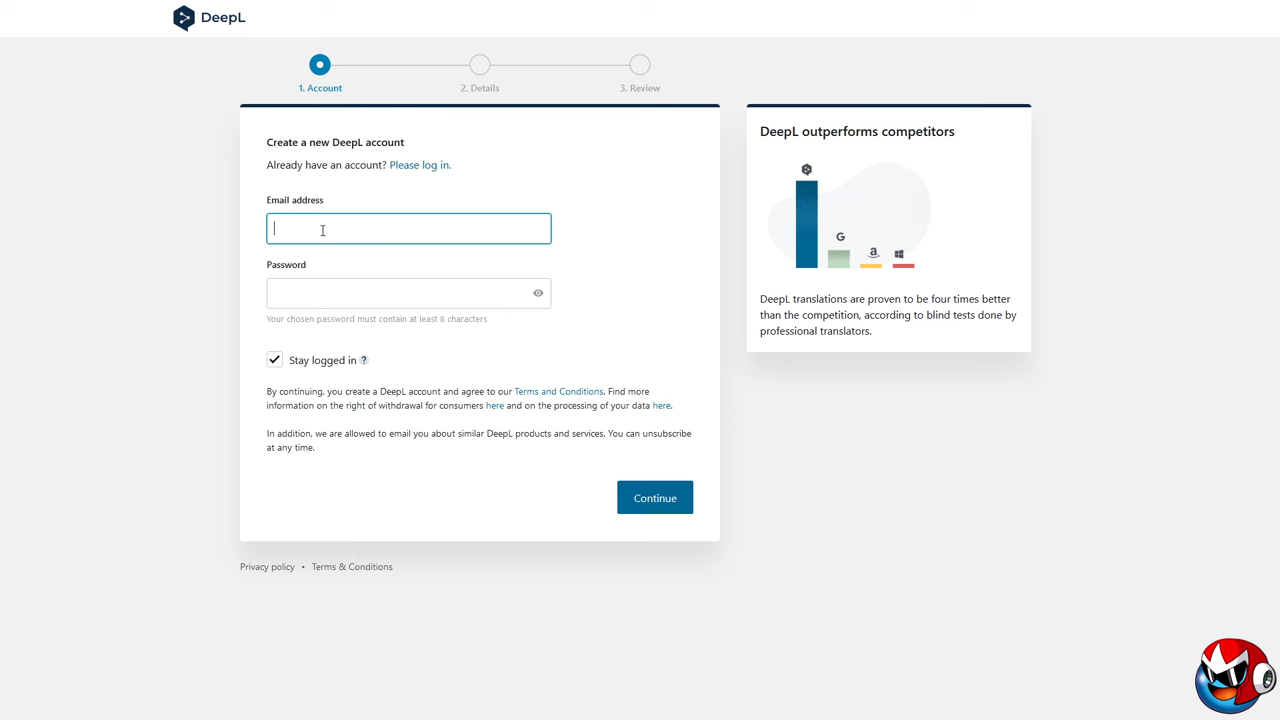 DeepL
1. Account
2. Details
3. Review
Create a new DeepL account
Already have an account? Please log in.
Email address
Password
Your chosen password must contain at least 8 characters
Stay logged in ?
By continuing, you create a DeepL account and agree to our Terms and Conditions. Find more
information on the right of withdrawal for consumers here and on the processing of your data here.
In addition, we are allowed to email you about similar DeepL products and services. You can unsubscribe
at any time.
Continue
Privacy policy • Terms & Conditions
DeepL outperforms competitors
G
a
DeepL translations are proven to be four times better
than the competition, according to blind tests done by
professional translators.